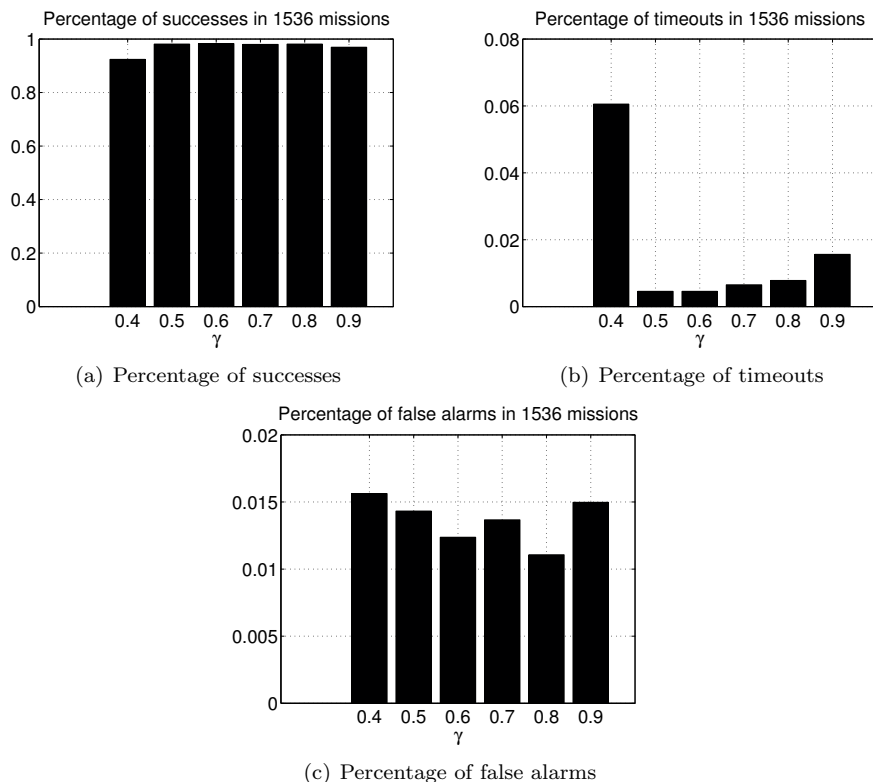 Percentage of successes in 1536 missions
1
0.8
0.6
0.4
0.2
0
0.4 0.5 0.6 0.7 0.8 0.9
γ
(a) Percentage of successes
Percentage of timeouts in 1536 missions
0.08
0.06
0.04
0.02
0
0.4 0.5 0.6 0.7 0.8 0.9
γ
(b) Percentage of timeouts
Percentage of false alarms in 1536 missions
0.02
0.015
0.01
0.005
0
0.4 0.5 0.6 0.7 0.8 0.9
γ
(c) Percentage of false alarms